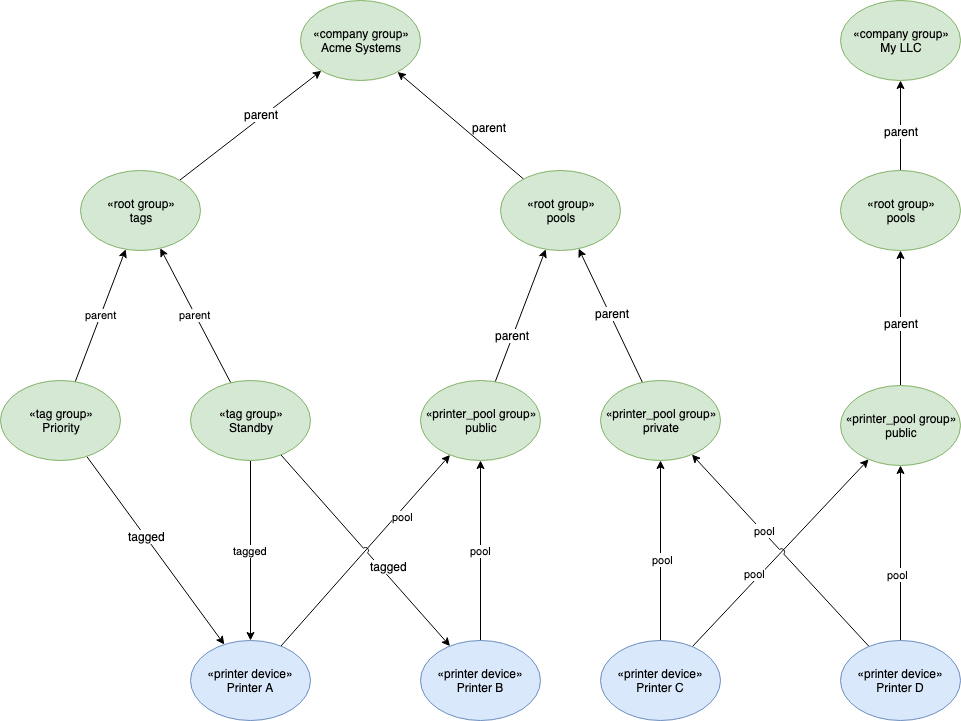 «company group»
Acme Systems
«company group»
My LLC
parent
parent
parent
«root group»
tags
«root group»
pools
«root group»
pools
parent
parent
parent
parent
parent
«tag group»
Priority
«tag group»
Standby
«printer_pool group»
public
«printer_pool group»
private
«printer_pool group»
public
tagged
tagged
pool
tagged
pool
pool
pool
pool
pool
«printer device»
Printer A
«printer device»
Printer B
«printer device»
Printer C
«printer device»
Printer D